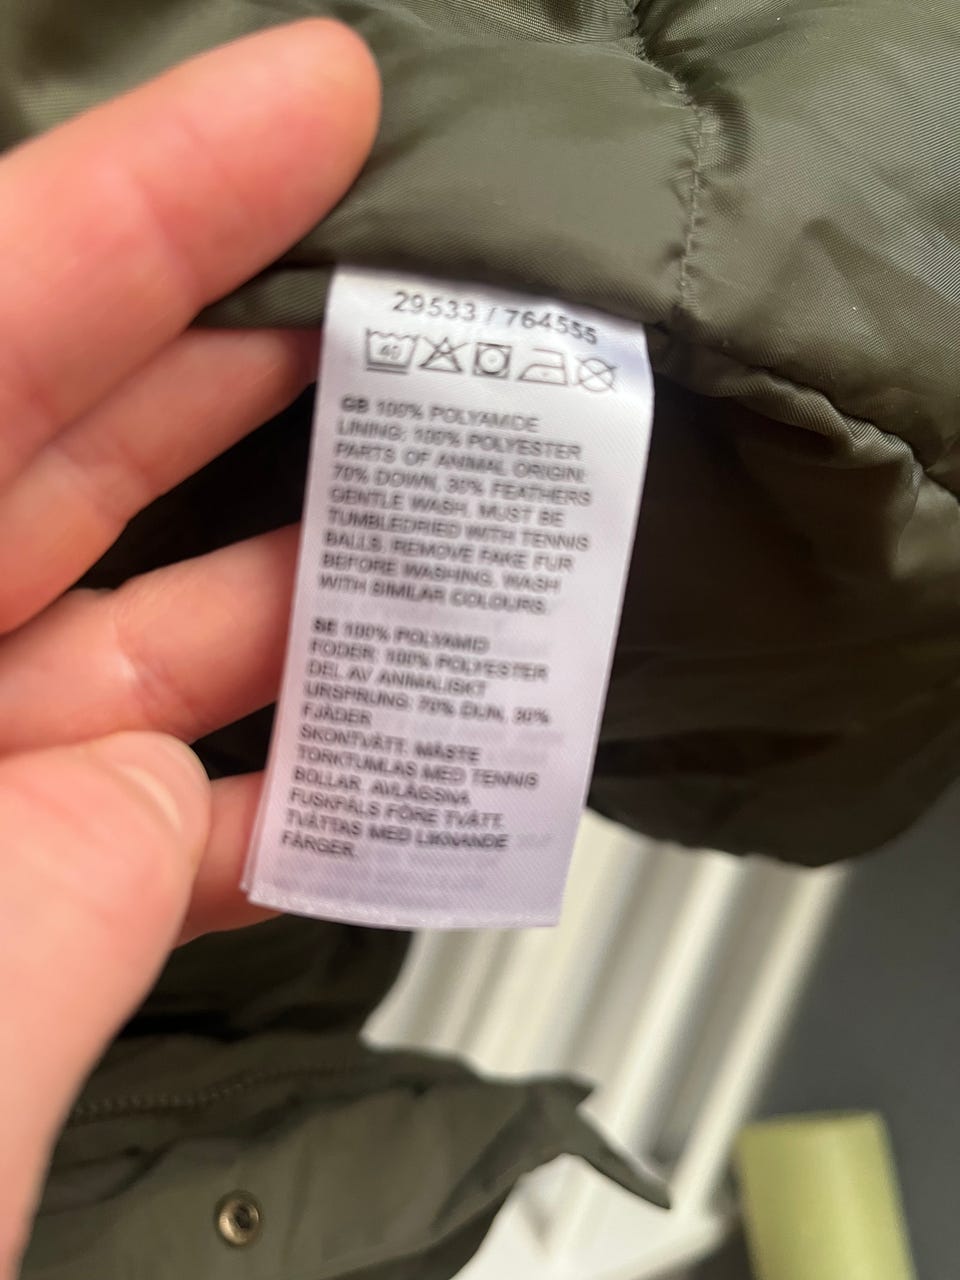 29533 / 764555
40
GB 100% POLYAMIDE
LINING: 100% POLYESTER
PARTS OF ANIMAL ORIGIN:
70% DOWN, 30% FEATHERS
GENTLE WASH, MUST BE
TUMBLEDRIED WITH TENNIS
BALLS. REMOVE FAKE FUR
BEFORE WASHING, WASH
WITH SIMILAR COLOURS.
SE 100% POLYAMID
FODER: 100% POLYESTER
DEL AV ANIMALISKT
URSPRUNG: 70% DUN, 30%
FJÄDER
SKONTVÄTT. MÅSTE
TORKTUMLAS MED TENNIS
BOLLAR. AVLÄGSNA
FUSKPÄLS FÖRE TVÄTT.
TVÄTTAS MED LIKNANDE
FÄRGER.